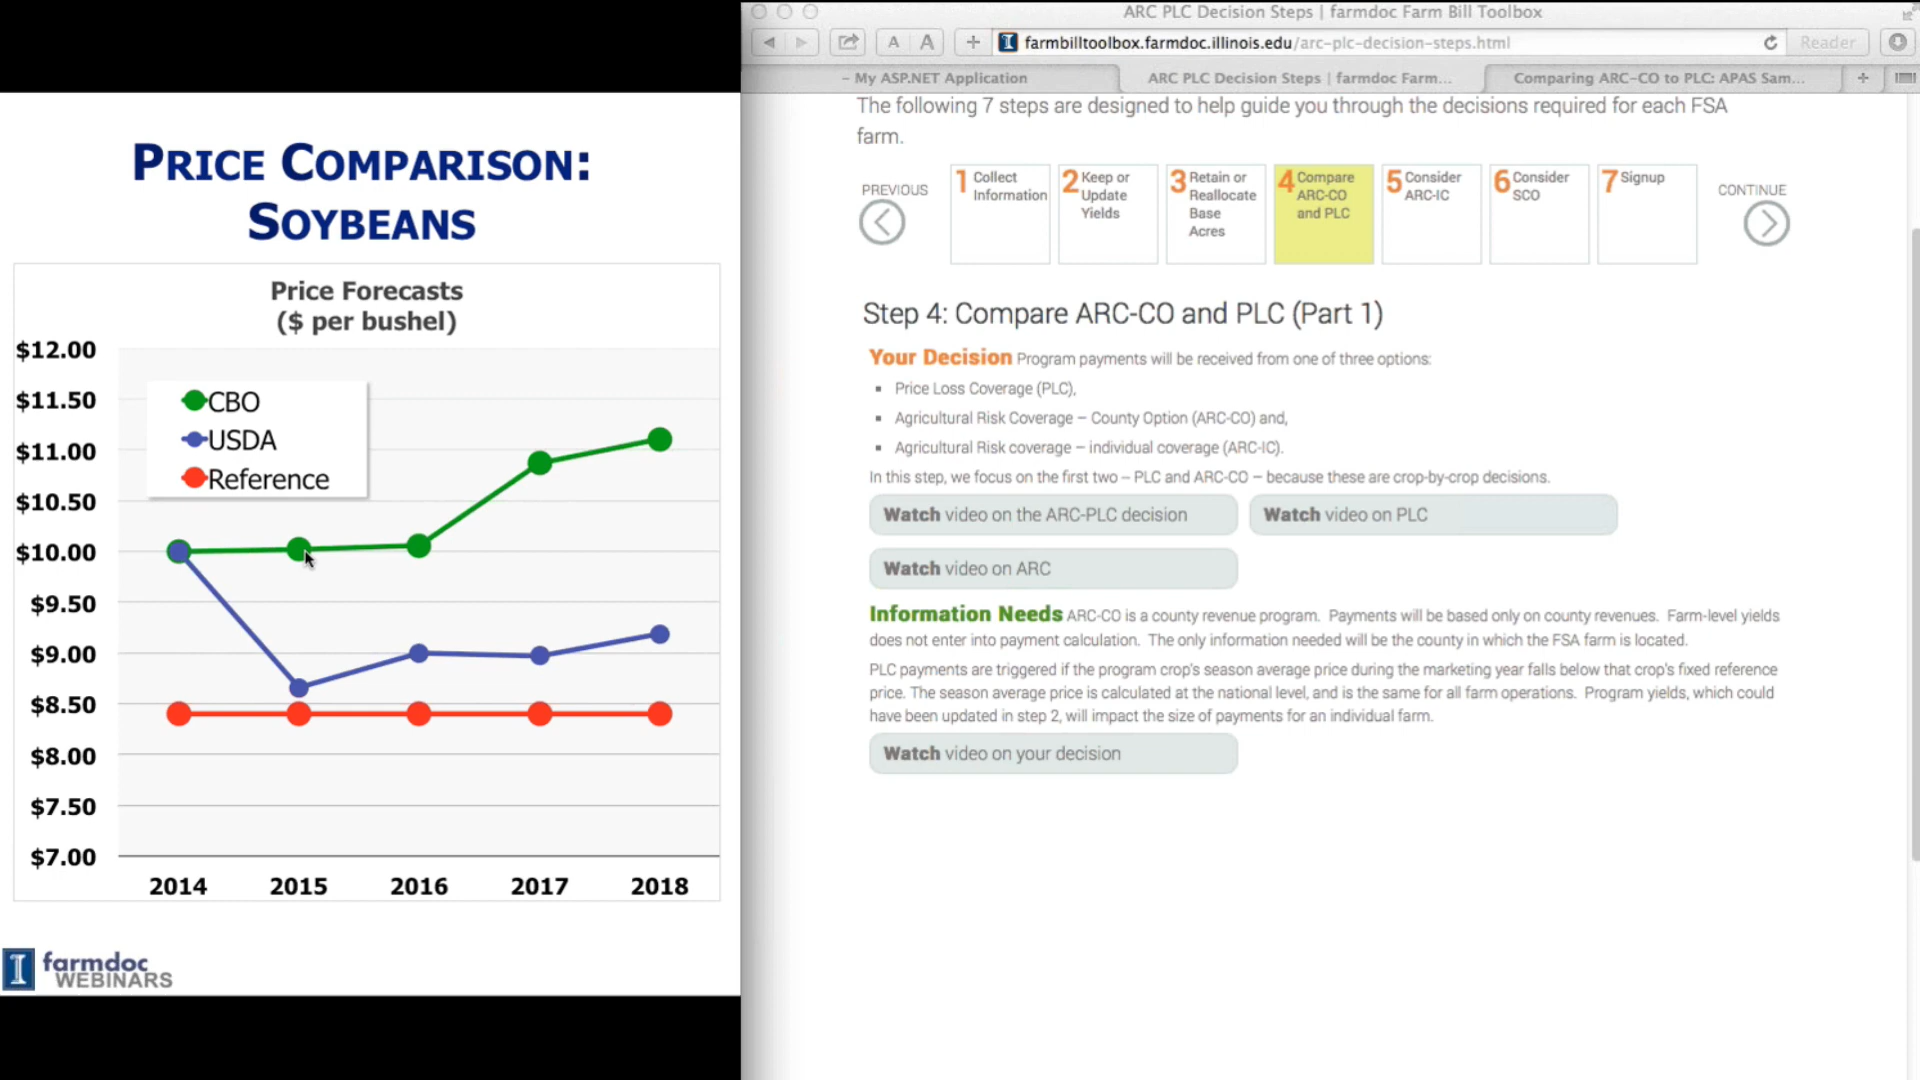 PRICE COMPARISON:
SOYBEANS
Price Forecasts
($ per bushel)
$12.00
$11.50
$11.00
$10.50
$10.00
$9.50
$9.00
$8.50
$8.00
$7.50
$7.00
CBO
USDA
Reference
2014 2015 2016 2017 2018
I farmdoc
WEBINARS
ARC PLC Decision Steps | farmdoc Farm Bill Toolbox
A A + I farmbilltoolbox.farmdoc.illinois.edu/arc-plc-decision-steps.html Reader
– My ASP.NET Application ARC PLC Decision Steps | farmdoc Farm... Comparing ARC-CO to PLC: APAS Sam... +
The following 7 steps are designed to help guide you through the decisions required for each FSA
farm.
PREVIOUS
1 Collect
Information
2 Keep or
Update
Yields
3 Retain or
Reallocate
Base
Acres
4 Compare
ARC-CO
and PLC
5 Consider
ARC-IC
6 Consider
SCO
7 Signup
CONTINUE
Step 4: Compare ARC-CO and PLC (Part 1)
Your Decision Program payments will be received from one of three options:
▪ Price Loss Coverage (PLC),
▪ Agricultural Risk Coverage – County Option (ARC-CO) and,
▪ Agricultural Risk coverage – individual coverage (ARC-IC).
In this step, we focus on the first two – PLC and ARC-CO – because these are crop-by-crop decisions.
Watch video on the ARC-PLC decision Watch video on PLC
Watch video on ARC
Information Needs ARC-CO is a county revenue program. Payments will be based only on county revenues. Farm-level yields
does not enter into payment calculation. The only information needed will be the county in which the FSA farm is located.
PLC payments are triggered if the program crop's season average price during the marketing year falls below that crop's fixed reference
price. The season average price is calculated at the national level, and is the same for all farm operations. Program yields, which could
have been updated in step 2, will impact the size of payments for an individual farm.
Watch video on your decision